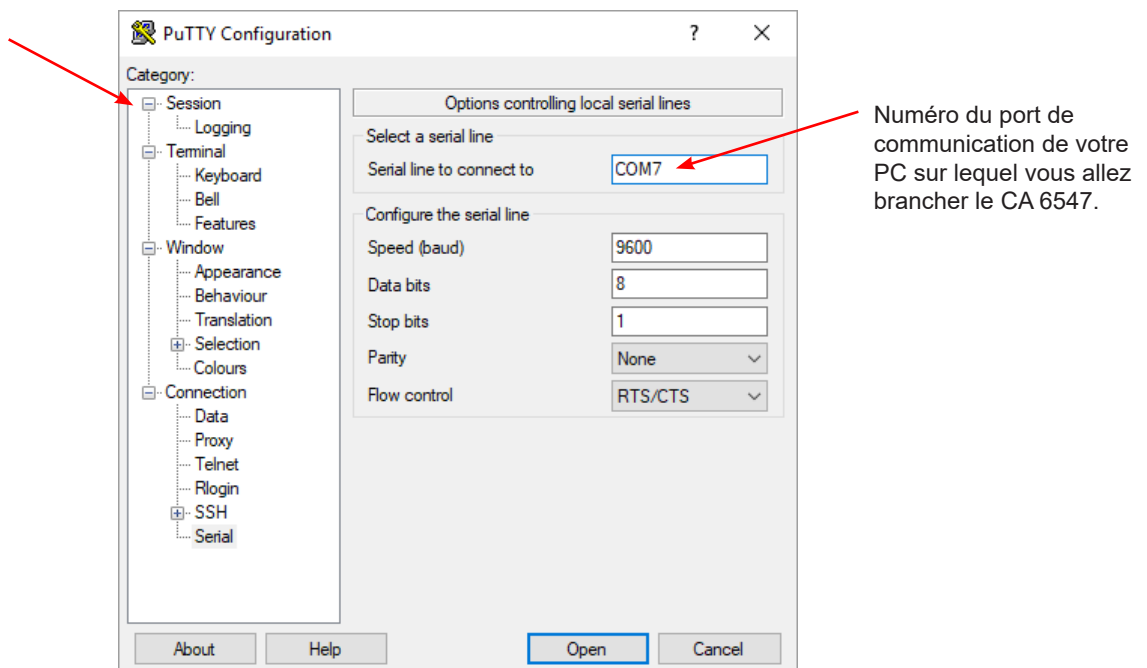 PuTTY Configuration
Category:
Session
Logging
Terminal
Keyboard
Bell
Features
Window
Appearance
Behaviour
Translation
Selection
Colours
Connection
Data
Proxy
Telnet
Rlogin
SSH
Serial
Options controlling local serial lines
Select a serial line
Serial line to connect to COM7
Configure the serial line
Speed (baud) 9600
Data bits 8
Stop bits 1
Parity None
Flow control RTS/CTS
About Help Open Cancel
Numéro du port de
communication de votre
PC sur lequel vous allez
brancher le CA 6547.